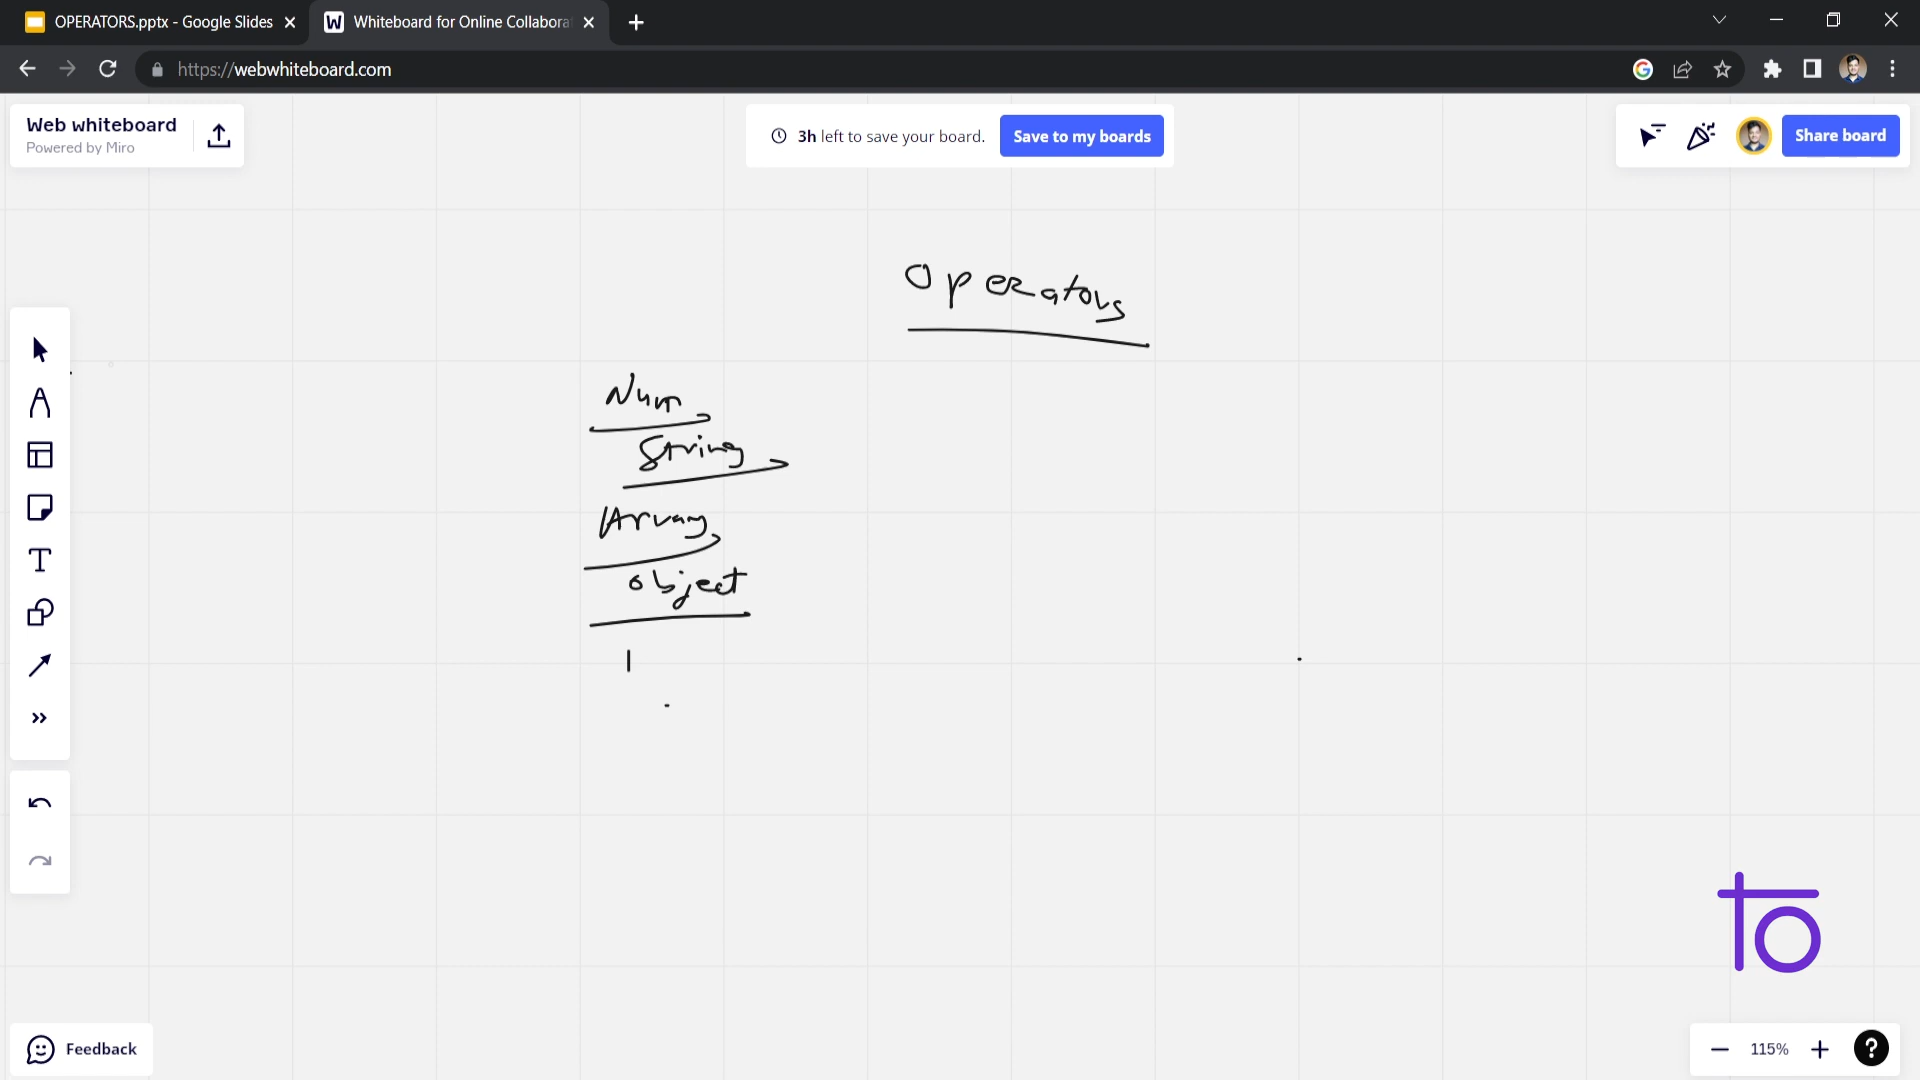 OPERATORS.pptx - Google Slides
Whiteboard for Online Collabora
https://webwhiteboard.com
Web whiteboard
Powered by Miro
3h left to save your board.
Save to my boards
Share board
Operators
Num
String
Array
object
Feedback
115%
to